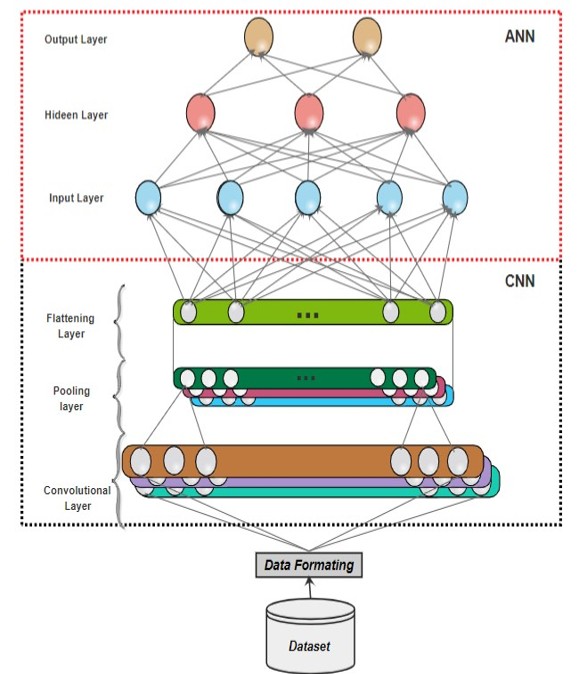 Output Layer
ANN
Hideen Layer
Input Layer
CNN
Flattening
Layer
...
Pooling
layer
...
Convolutional
Layer
Data Formating
Dataset